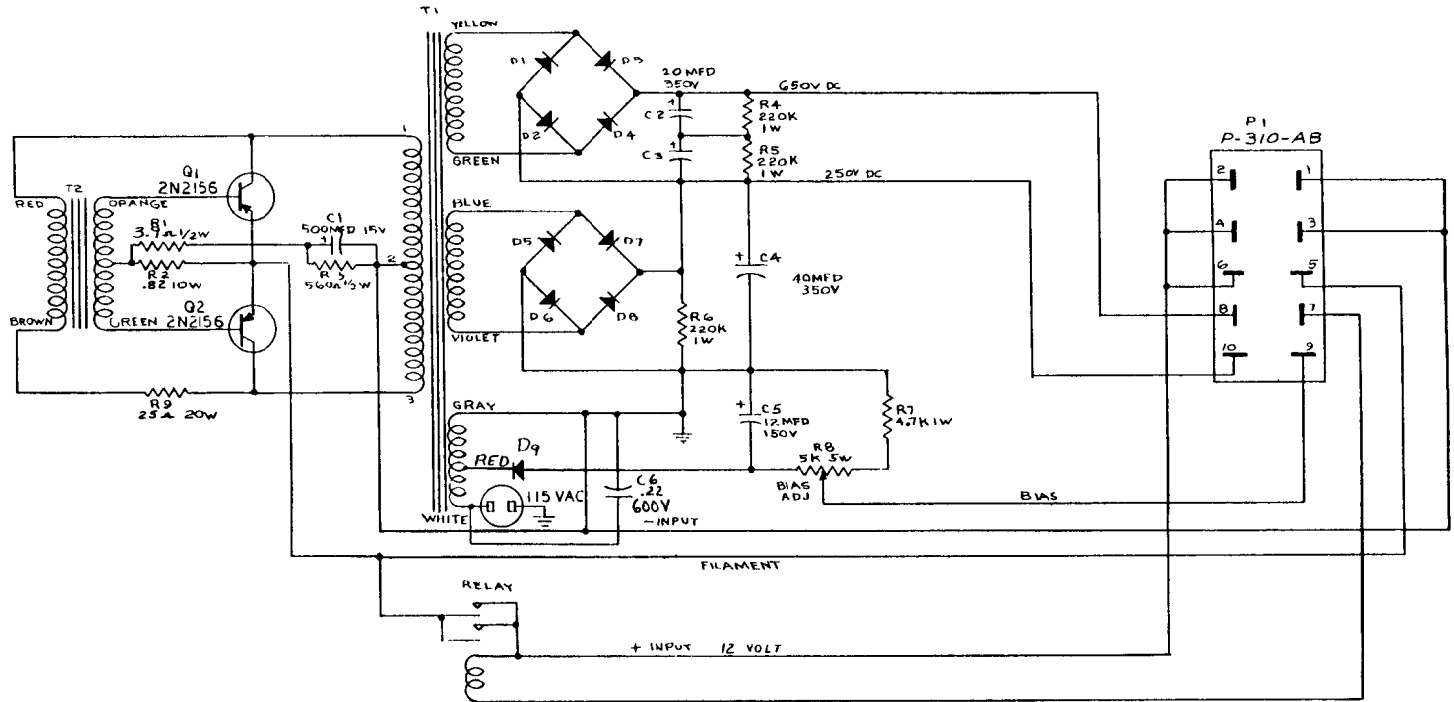 T1
YELLOW
D1
D3
D2
D4
GREEN
20 MFD
350V
C2
C3
650V DC
R4
220K
1W
R5
220K
1W
250V DC
P1
P-310-AB
2
1
4
3
6
5
8
7
10
9
1
Q1
2N2156
T2
RED
ORANGE
R1
1/2W
R2
.82 10W
C1
500MFD 15V
+
R3
560Ω 1/2W
2
Q2
BROWN
GREEN 2N2156
R9
25Ω 20W
3
BLUE
D5
D7
D6
D8
VIOLET
+
C4
40MFD
350V
R6
220K
1W
GRAY
+
C5
12MFD
150V
R7
4.7K 1W
R8
5K 5W
BIAS
ADJ
BIAS
D9
RED
115 VAC
WHITE
C6
.22
600V
-INPUT
FILAMENT
RELAY
+ INPUT 12 VOLT